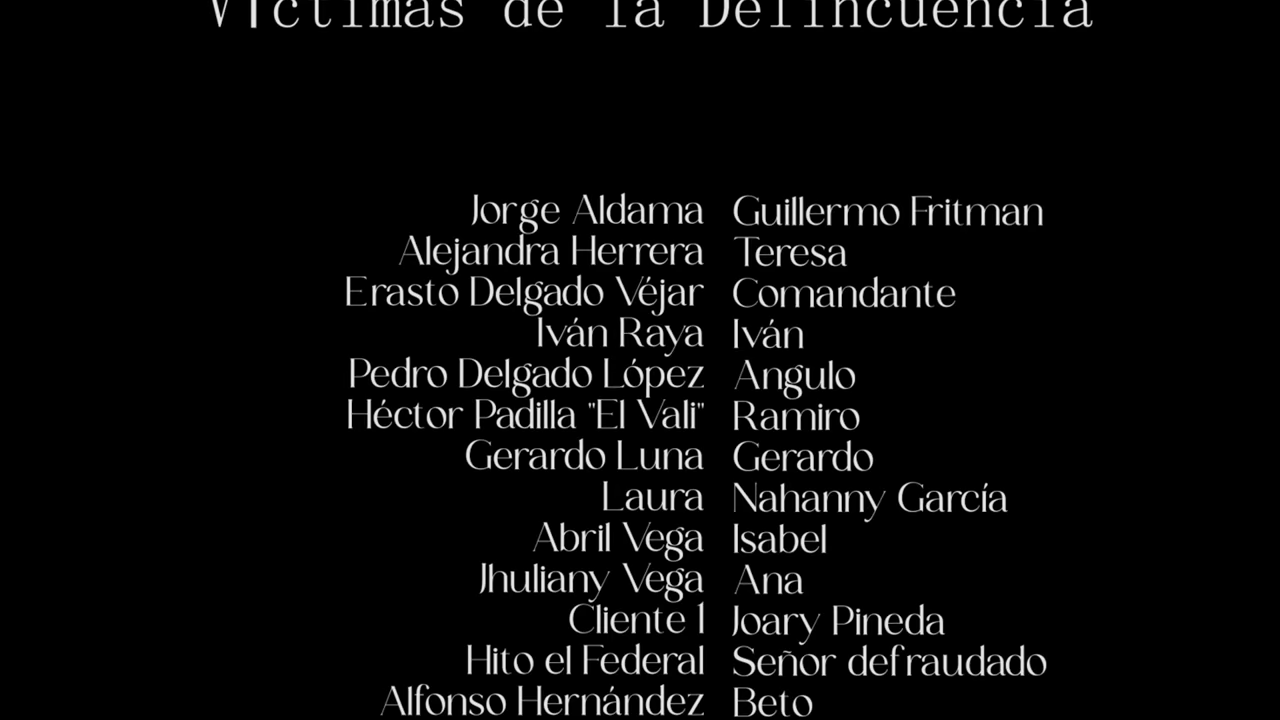 Víctimas de la Delincuencia
Jorge Aldama Guillermo Fritman
Alejandra Herrera Teresa
Erasto Delgado Véjar Comandante
Iván Raya Iván
Pedro Delgado López Angulo
Héctor Padilla "El Vali" Ramiro
Gerardo Luna Gerardo
Laura Nahanny García
Abril Vega Isabel
Jhuliany Vega Ana
Cliente 1 Joary Pineda
Hito el Federal Señor defraudado
Alfonso Hernández Beto